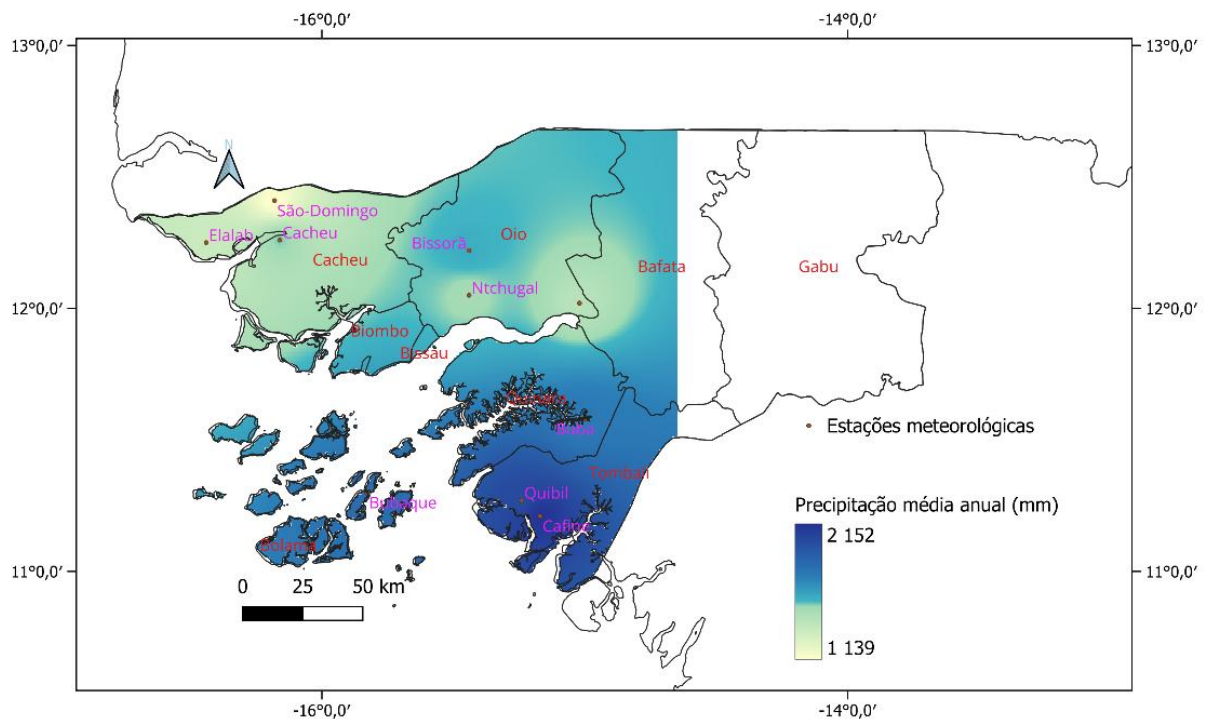 -16°0,0′
-14°0,0′
13°0,0′
13°0,0′
N
São-Domingo
Elalab
Cacheu
Bissorã
Oio
Cacheu
Bafata
Gabu
Ntchugal
12°0,0′
12°0,0′
Biombo
Bissau
Buba
Estações meteorológicas
Tombali
Quibil
Bubaque
Cafine
Precipitação média anual (mm)
2 152
Bolama
11°0,0′
11°0,0′
0 25 50 km
1 139
-16°0,0′
-14°0,0′